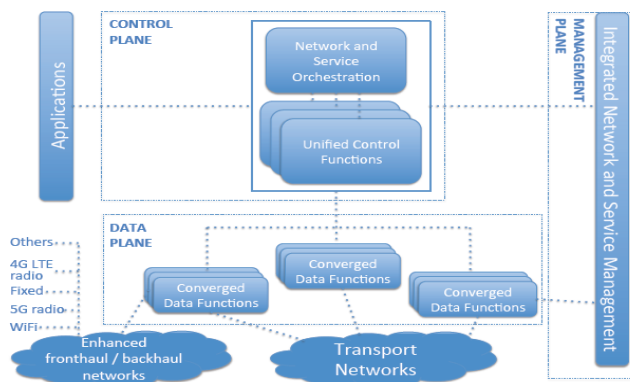 CONTROL
PLANE
Network and
Service
Orchestration
Unified Control
Functions
Applications
MANAGEMENT
PLANE
Integrated Network and Service Management
DATA
PLANE
Converged
Data Functions
Converged
Data Functions
Converged
Data Functions
Others
4G LTE
radio
Fixed
5G radio
WiFi
Enhanced
fronthaul / backhaul
networks
Transport
Networks